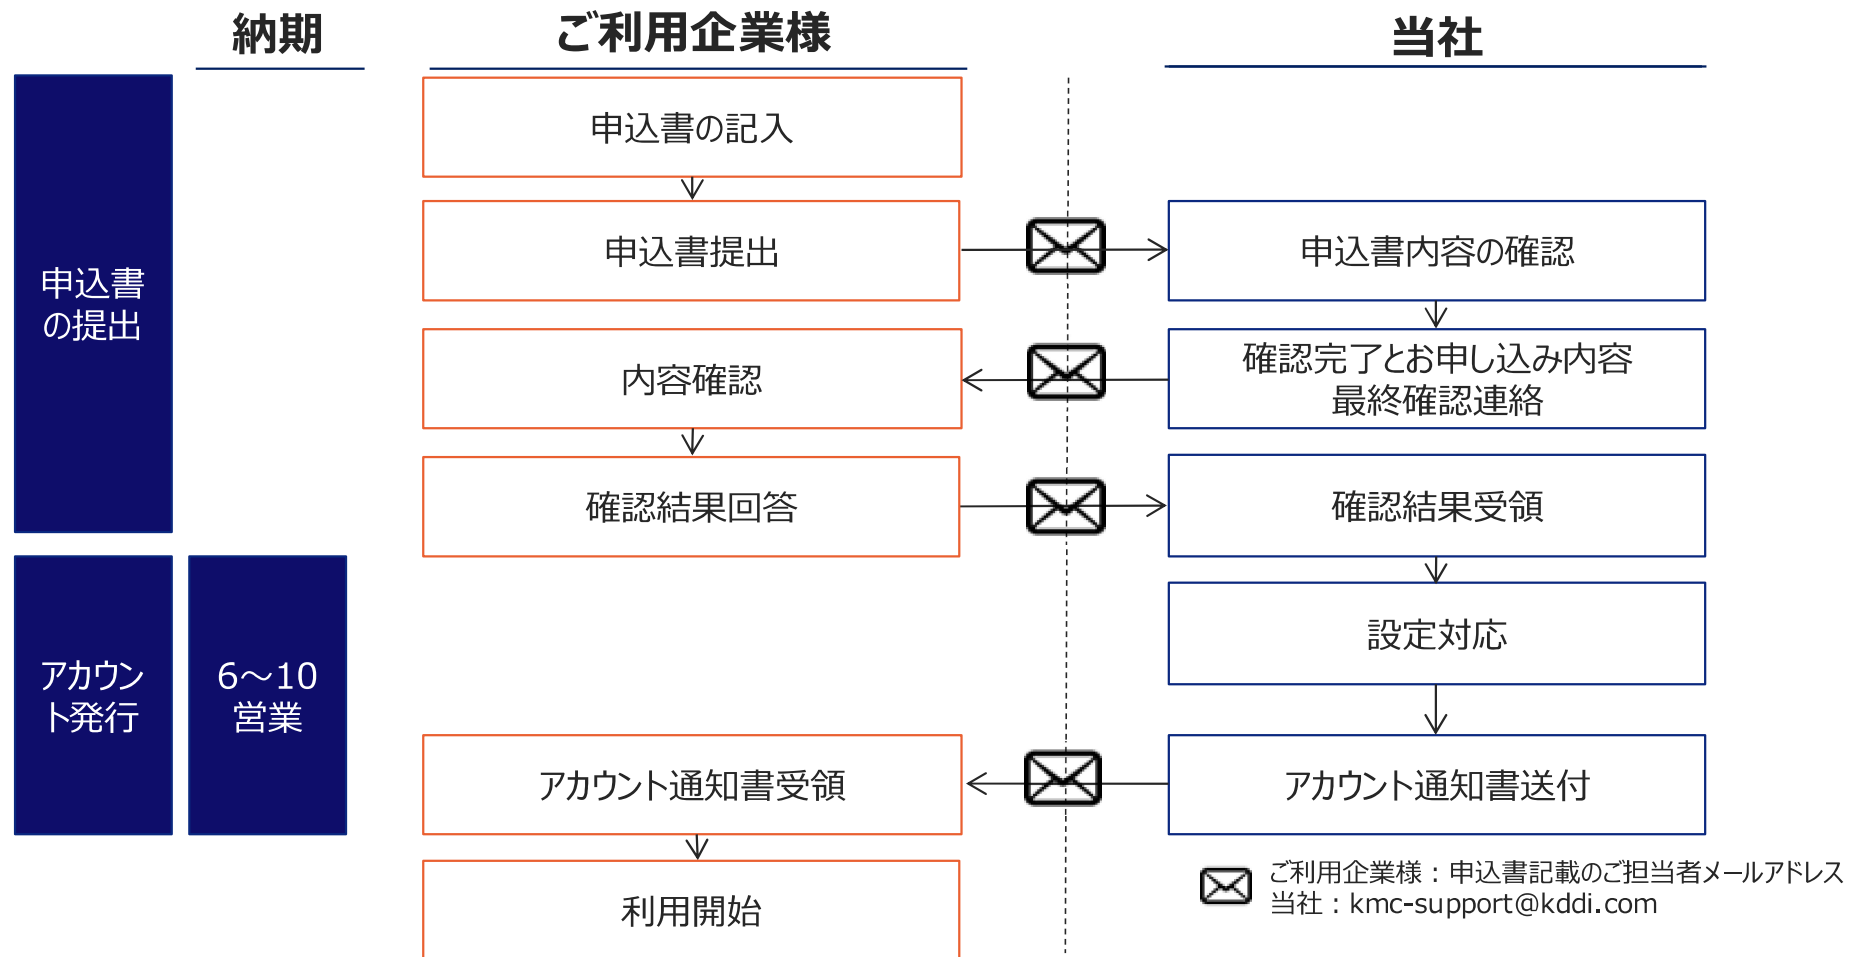 納期
ご利用企業様
当社
申込書
の提出
申込書の記入
申込書提出
申込書内容の確認
内容確認
確認完了とお申し込み内容
最終確認連絡
確認結果回答
確認結果受領
アカウン
ト発行
6～10
営業
設定対応
アカウント通知書受領
アカウント通知書送付
利用開始
ご利用企業様：申込書記載のご担当者メールアドレス
当社：kmc-support@kddi.com